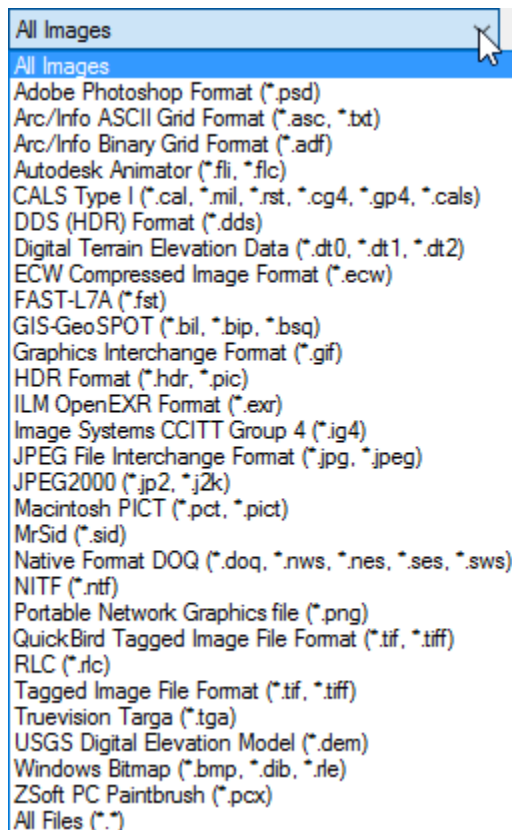 All Images
All Images
Adobe Photoshop Format (*.psd)
Arc/Info ASCII Grid Format (*.asc, *.txt)
Arc/Info Binary Grid Format (*.adf)
Autodesk Animator (*.fli, *.flc)
CALS Type I (*.cal, *.mil, *.rst, *.cg4, *.gp4, *.cals)
DDS (HDR) Format (*.dds)
Digital Terrain Elevation Data (*.dt0, *.dt1, *.dt2)
ECW Compressed Image Format (*.ecw)
FAST-L7A (*.fst)
GIS-GeoSPOT (*.bil, *.bip, *.bsq)
Graphics Interchange Format (*.gif)
HDR Format (*.hdr, *.pic)
ILM OpenEXR Format (*.exr)
Image Systems CCITT Group 4 (*.ig4)
JPEG File Interchange Format (*.jpg, *.jpeg)
JPEG2000 (*.jp2, *.j2k)
Macintosh PICT (*.pct, *.pict)
MrSid (*.sid)
Native Format DOQ (*.doq, *.nws, *.nes, *.ses, *.sws)
NITF (*.ntf)
Portable Network Graphics file (*.png)
QuickBird Tagged Image File Format (*.tif, *.tiff)
RLC (*.rlc)
Tagged Image File Format (*.tif, *.tiff)
Truevision Targa (*.tga)
USGS Digital Elevation Model (*.dem)
Windows Bitmap (*.bmp, *.dib, *.rle)
ZSoft PC Paintbrush (*.pcx)
All Files (*.*)